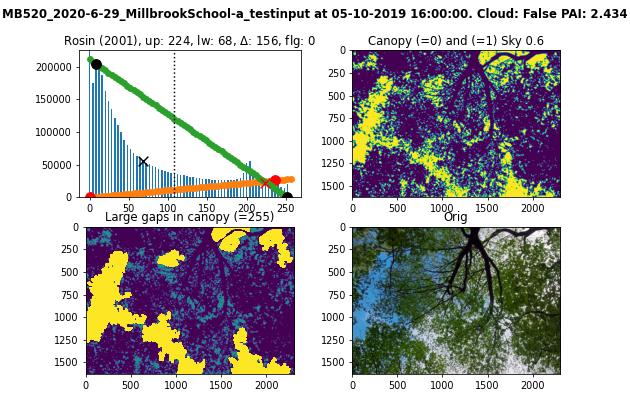 MB520_2020-6-29_MillbrookSchool-a_testinput at 05-10-2019 16:00:00. Cloud: False PAI: 2.434
Rosin (2001), up: 224, lw: 68, Δ: 156, flg: 0
200000
150000
100000
50000
0
0 50 100 150 200 250
Canopy (=0) and (=1) Sky 0.6
0
250
500
750
1000
1250
1500
0 500 1000 1500 2000
Large gaps in canopy (=255)
0
250
500
750
1000
1250
1500
0 500 1000 1500 2000
Orig
0
250
500
750
1000
1250
1500
0 500 1000 1500 2000